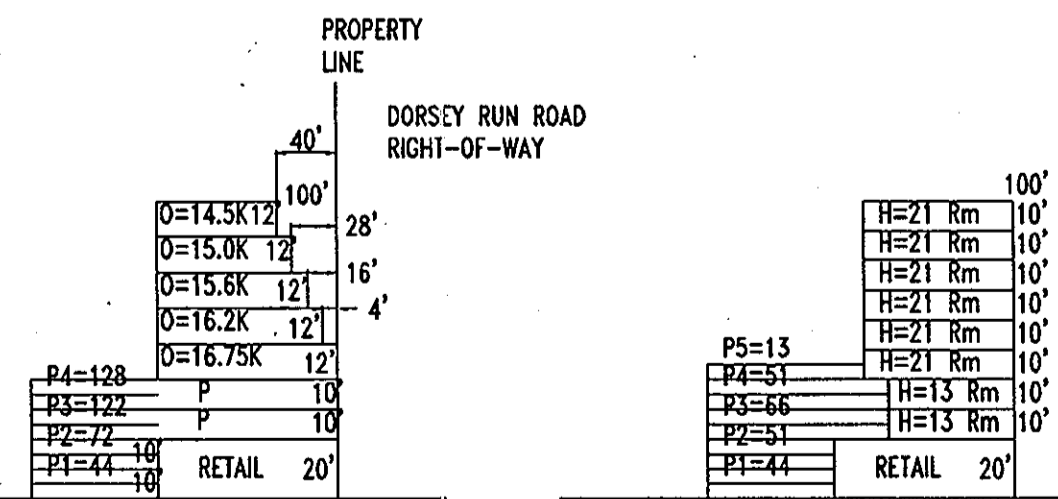 PROPERTY
LINE
DORSEY RUN ROAD
RIGHT-OF-WAY
40'
100'
O=14.5K 12'
28'
O=15.0K 12'
16'
O=15.6K 12'
4'
O=16.2K 12'
O=16.75K 12'
P4=128
P 10'
P3=122
P 10'
P2=72
10'
P1=44
10'
RETAIL 20'
100'
H=21 Rm 10'
H=21 Rm 10'
H=21 Rm 10'
H=21 Rm 10'
H=21 Rm 10'
P5=13
H=21 Rm 10'
P4=51
H=13 Rm 10'
P3=66
H=13 Rm 10'
P2=51
P1=44
RETAIL 20'